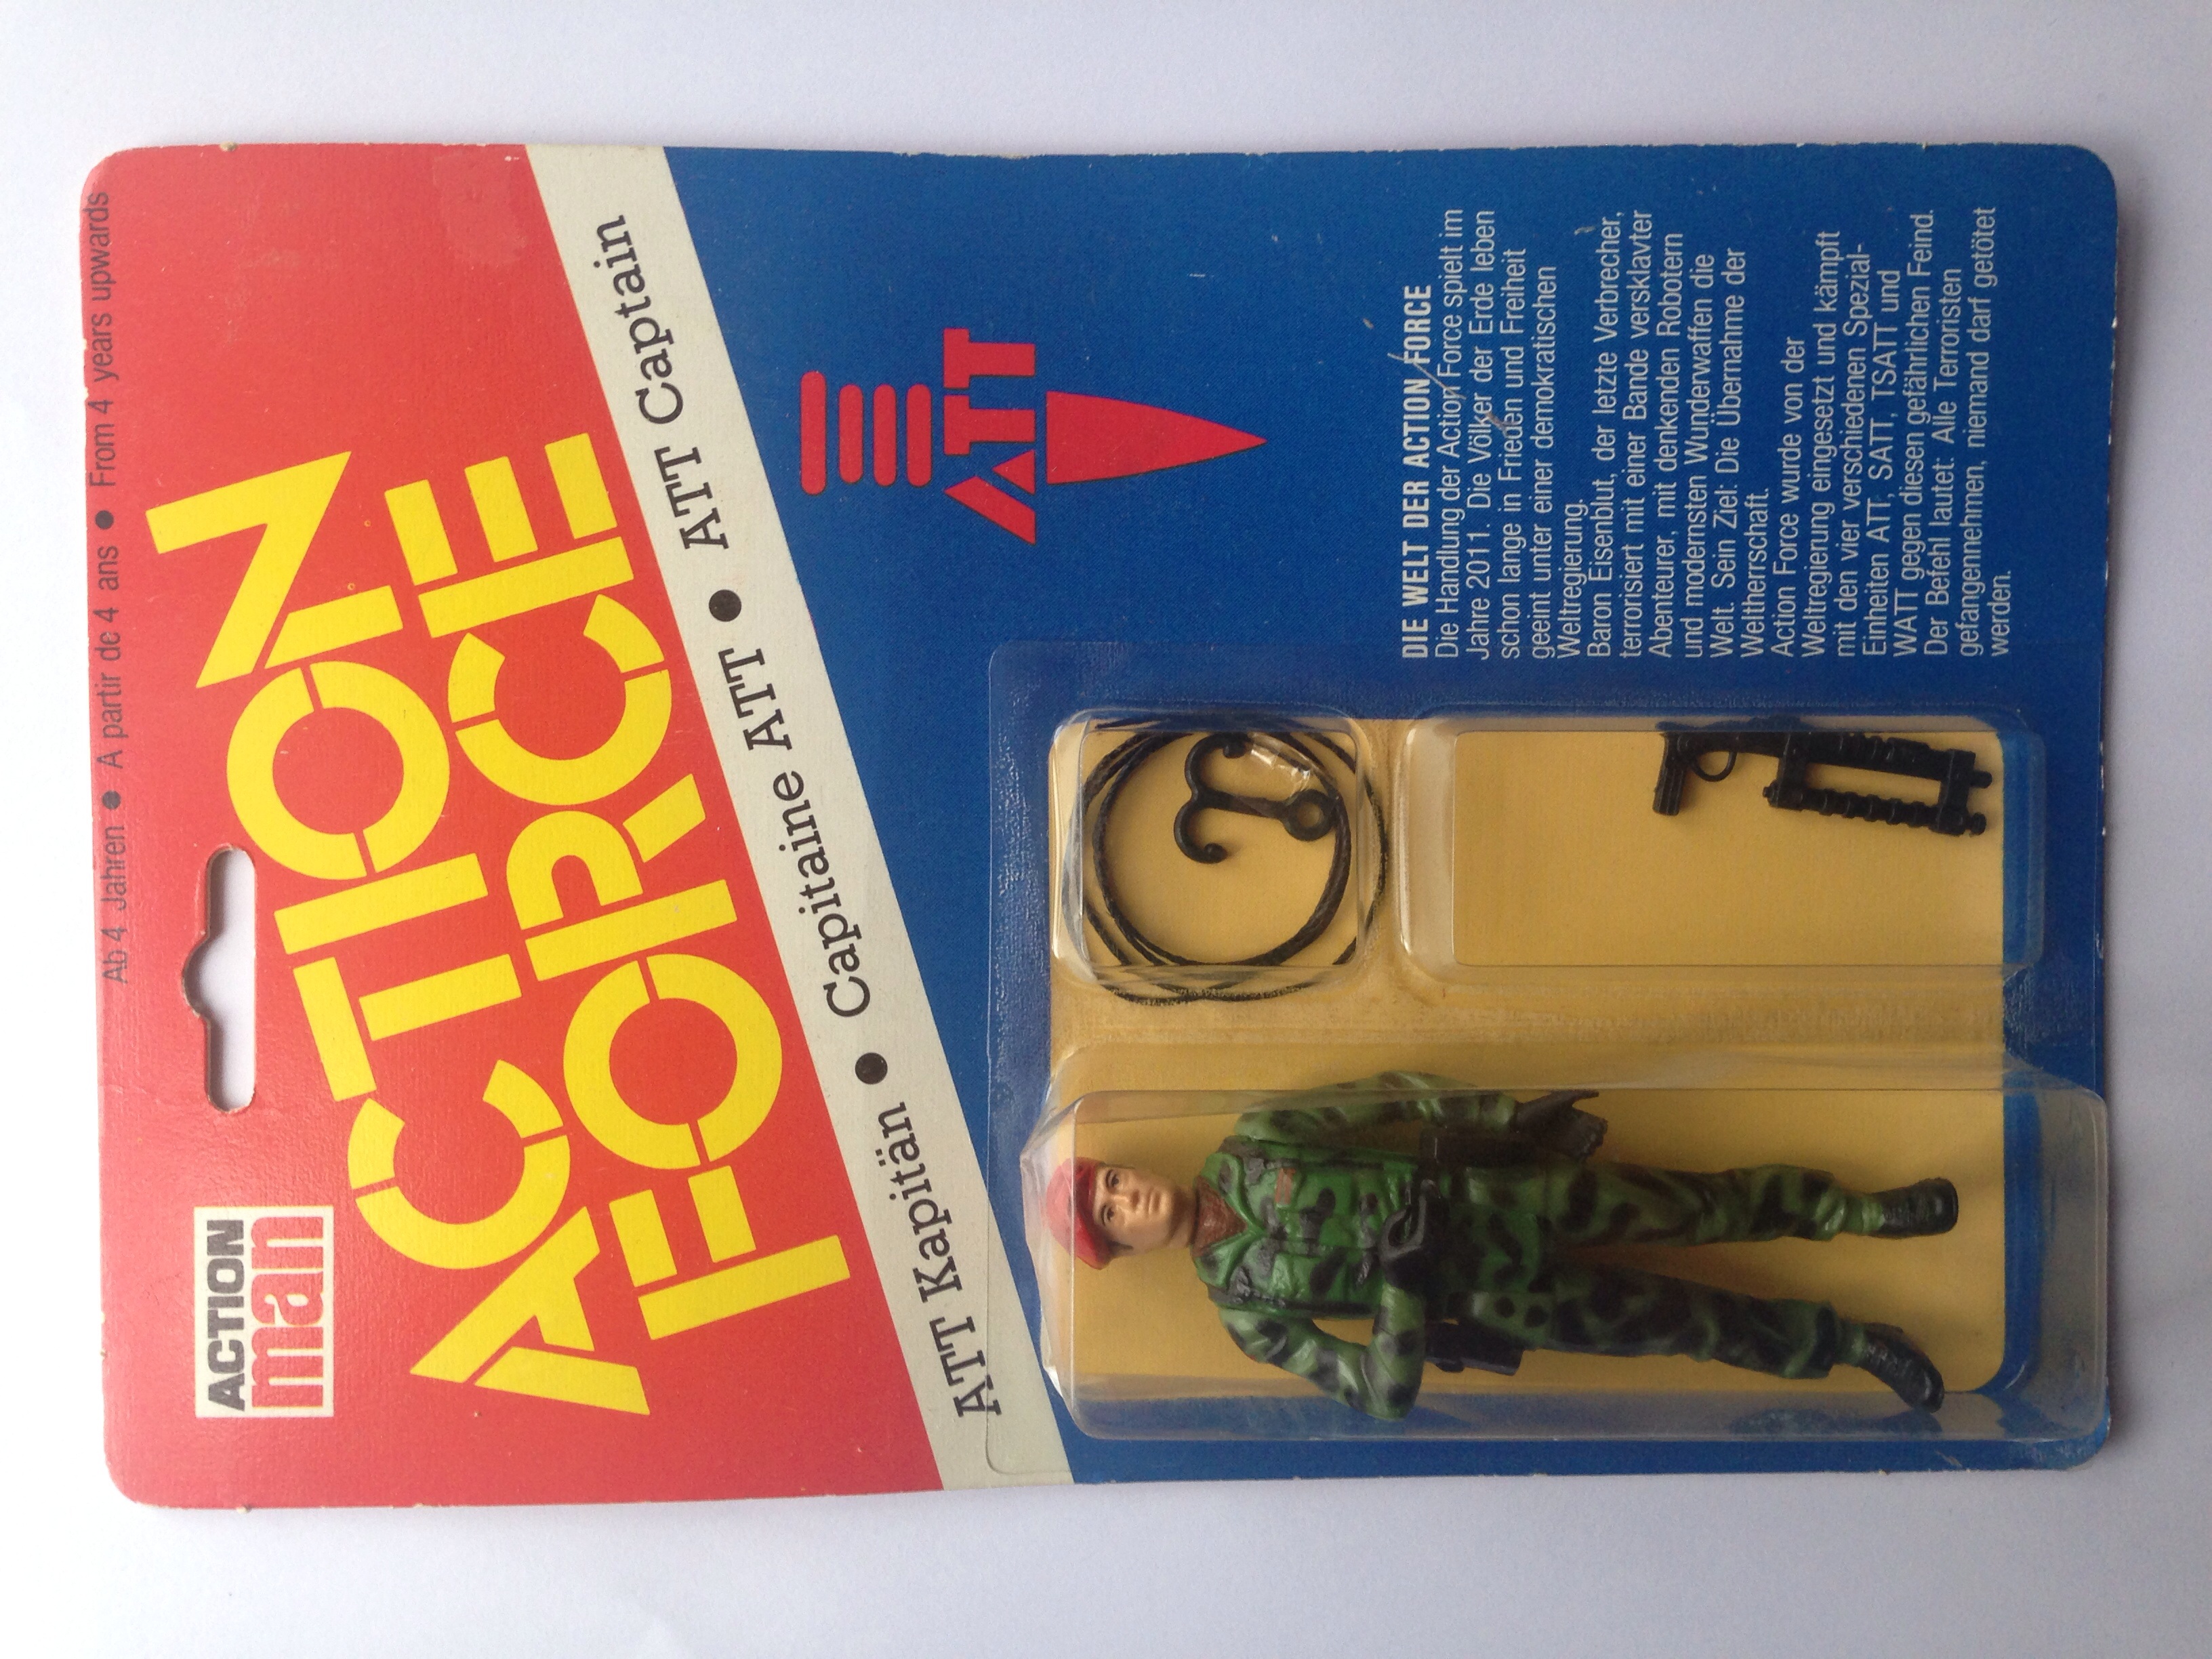 Ab 4 Jahren ● A partir de 4 ans ● From 4 years upwards
ACTION
man
ACTION
FORCE
ATT Kapitän ● Capitaine ATT ● ATT Captain
ATT
DIE WELT DER ACTION FORCE
Die Handlung der Action Force spielt im
Jahre 2011. Die Völker der Erde leben
schon lange in Frieden und Freiheit
geeint unter einer demokratischen
Weltregierung.
Baron Eisenblut, der letzte Verbrecher,
terrorisiert mit einer Bande versklavter
Abenteurer, mit denkenden Robotern
und modernsten Wunderwaffen die
Welt. Sein Ziel: Die Übernahme der
Weltherrschaft.
Action Force wurde von der
Weltregierung eingesetzt und kämpft
mit den vier verschiedenen Spezial-
Einheiten ATT, SATT, TSATT und
WATT gegen diesen gefährlichen Feind.
Der Befehl lautet: Alle Terroristen
gefangennehmen, niemand darf getötet
werden.